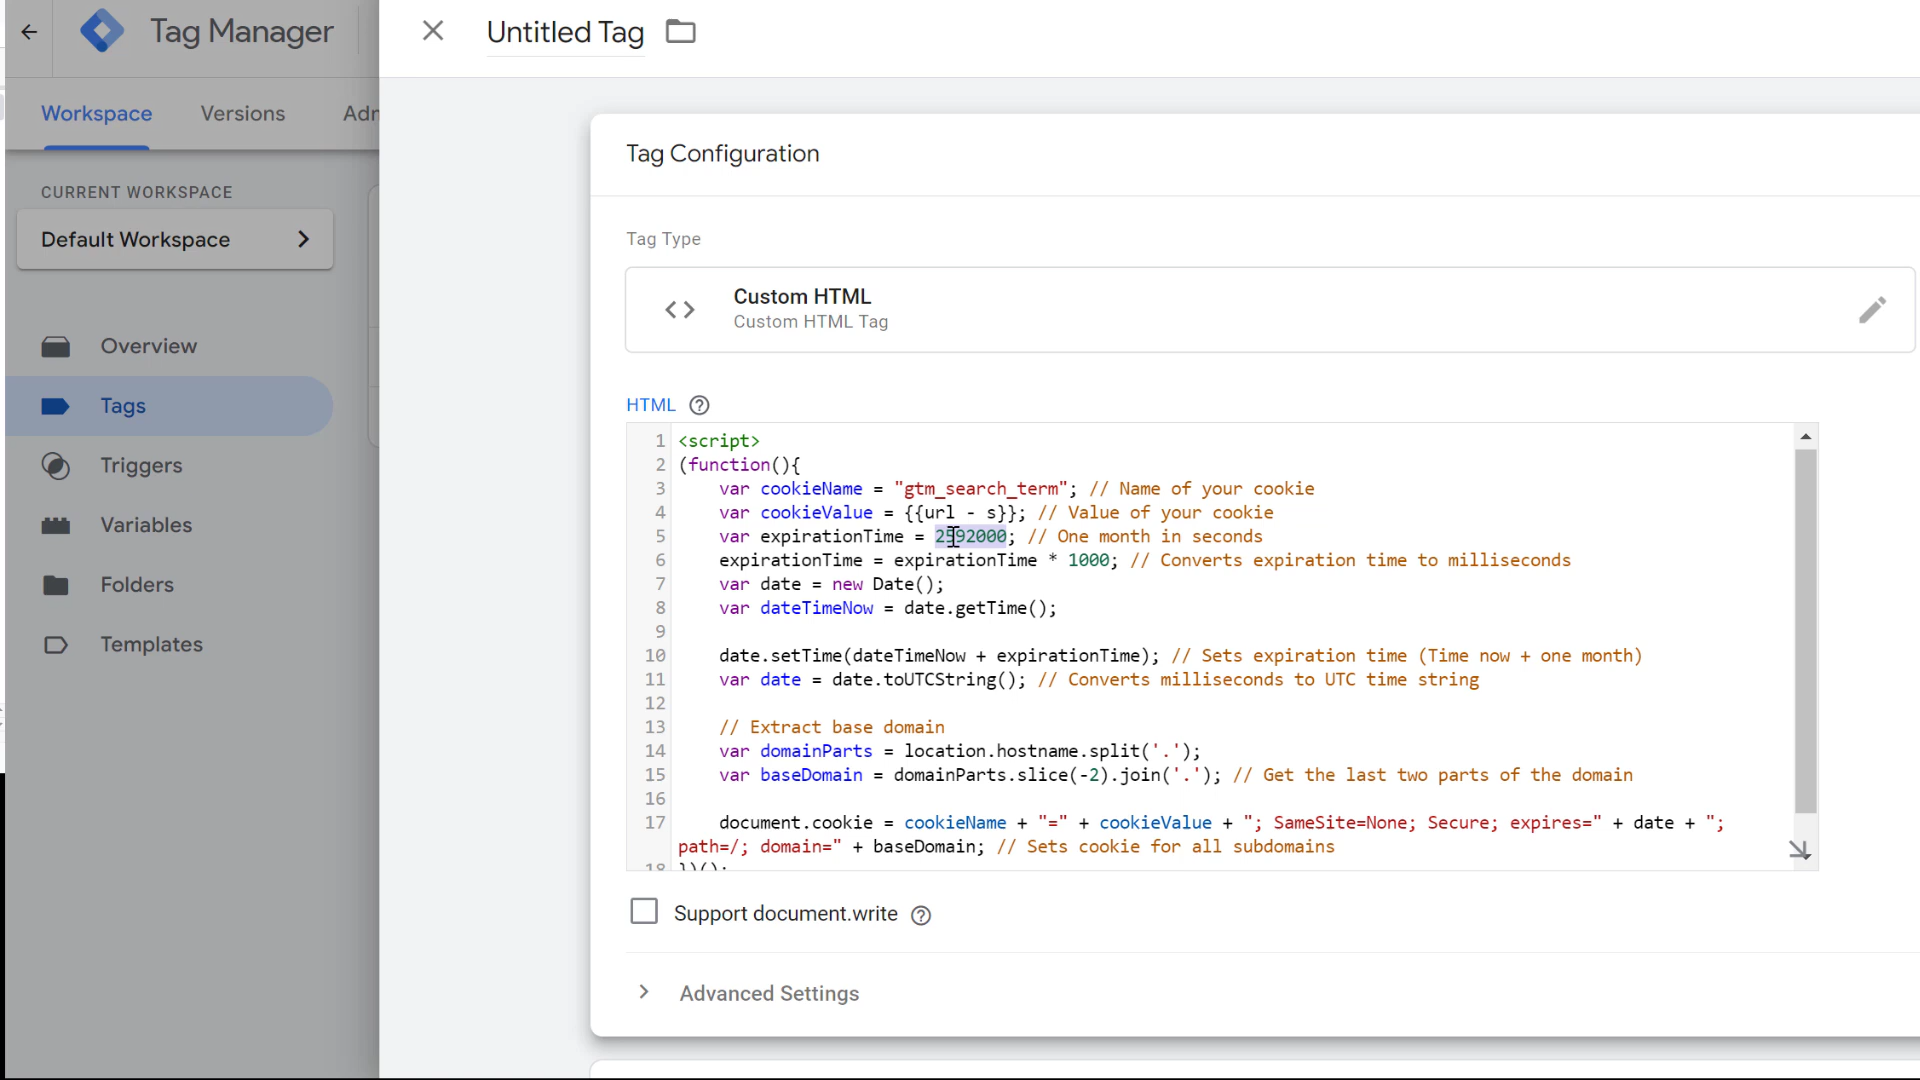 Tag Manager
Untitled Tag
Workspace
Versions
Adr
CURRENT WORKSPACE
Default Workspace
Overview
Tags
Triggers
Variables
Folders
Templates
Tag Configuration
Tag Type
Custom HTML
Custom HTML Tag
HTML
1 <script>
2 (function(){
3 var cookieName = "gtm_search_term"; // Name of your cookie
4 var cookieValue = {{url - s}}; // Value of your cookie
5 var expirationTime = 2592000; // One month in seconds
6 expirationTime = expirationTime * 1000; // Converts expiration time to milliseconds
7 var date = new Date();
8 var dateTimeNow = date.getTime();
9
10 date.setTime(dateTimeNow + expirationTime); // Sets expiration time (Time now + one month)
11 var date = date.toUTCString(); // Converts milliseconds to UTC time string
12
13 // Extract base domain
14 var domainParts = location.hostname.split('.');
15 var baseDomain = domainParts.slice(-2).join('.'); // Get the last two parts of the domain
16
17 document.cookie = cookieName + "=" + cookieValue + "; SameSite=None; Secure; expires=" + date + ";
path=/; domain=" + baseDomain; // Sets cookie for all subdomains
18 })();
Support document.write
Advanced Settings